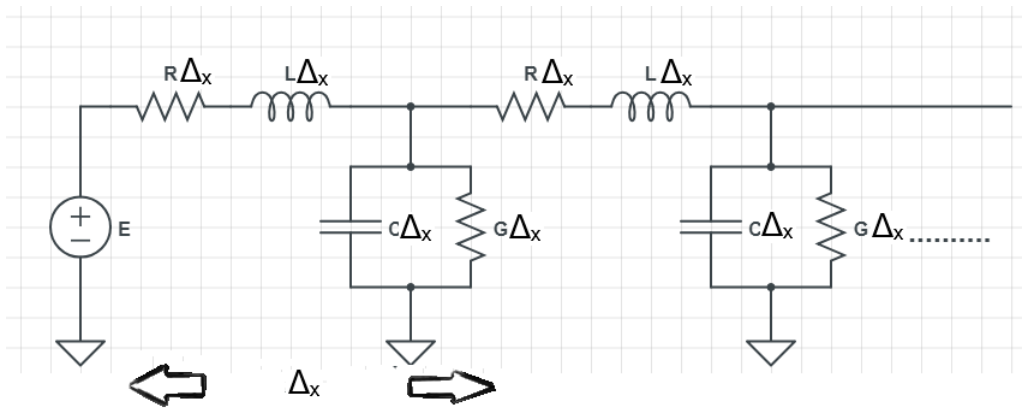 RΔx LΔx RΔx LΔx
+
− E CΔx GΔx CΔx GΔx ..........
Δx